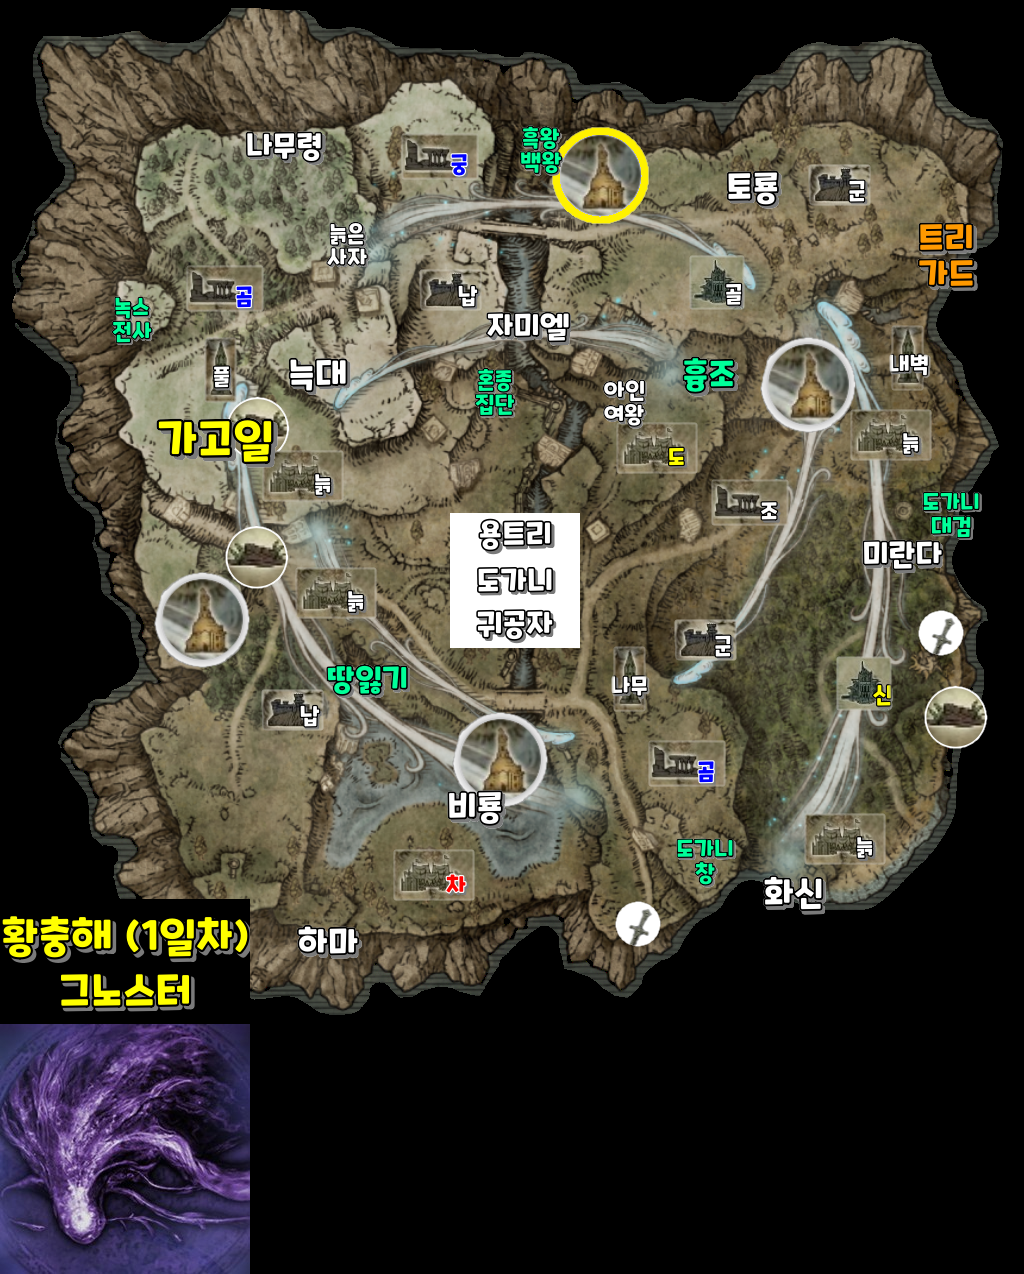 나무령
궁
흑왕
백왕
토룡
군
트리
가드
늙은
사자
곰
납
골
녹스
전사
자미엘
풀
늑대
혼종
집단
아인
여왕
흉조
내벽
가고일
도
늙
늙
조
도가니
대검
용트리
도가니
귀공자
미란다
늙
땅잃기
군
나무
신
납
곰
비룡
도가니
창
늙
차
화신
하마
황충해 (1일차)
그노스터